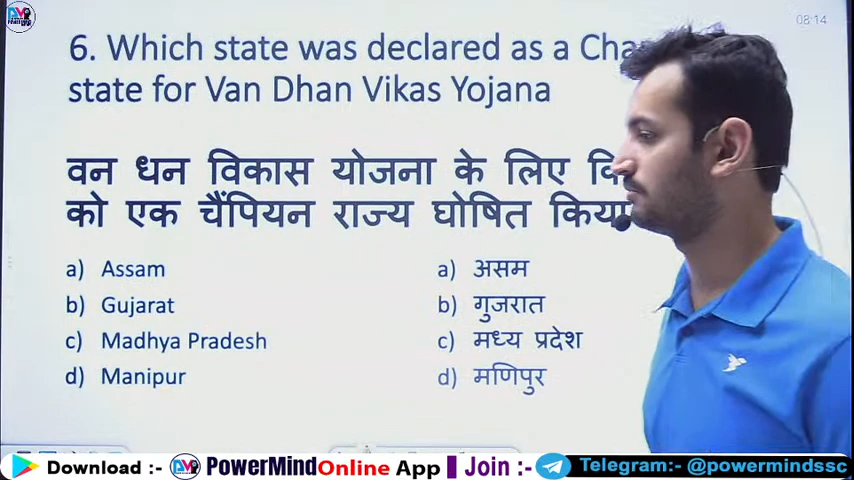 08:14
6. Which state was declared as a
state for Van Dhan Vikas Yojana
वन धन विकास योजना के लिए
को एक चैंपियन राज्य घोषित किया
a) Assam
b) Gujarat
c) Madhya Pradesh
d) Manipur
a) असम
b) गुजरात
c) मध्य प्रदेश
d) मणिपुर
Download :- PowerMindOnline App Join :- Telegram:- @powermindssc